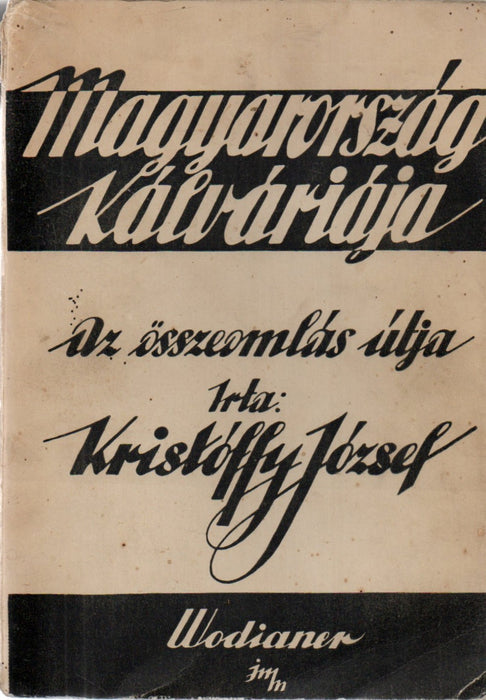 Magyarország
Kálváriája
Az összeomlás útja
Irta:
Kristóffy József
Wodianer